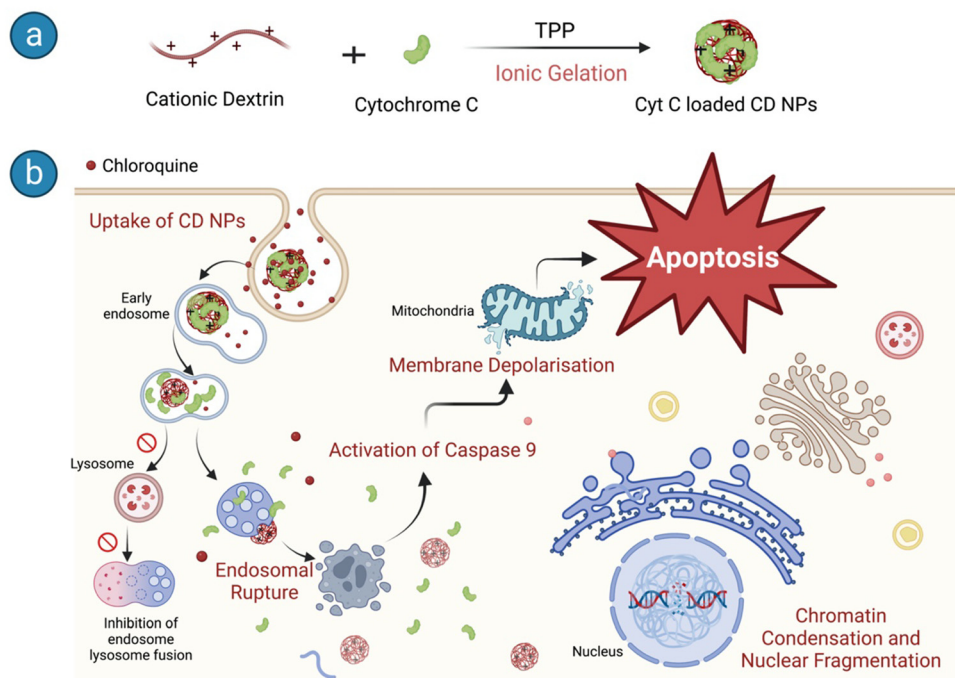 a
TPP
Ionic Gelation
Cationic Dextrin
Cytochrome C
Cyt C loaded CD NPs
b
Chloroquine
Uptake of CD NPs
Early
endosome
Mitochondria
Apoptosis
Membrane Depolarisation
Activation of Caspase 9
Lysosome
Endosomal
Rupture
Inhibition of
endosome
lysosome fusion
Nucleus
Chromatin
Condensation and
Nuclear Fragmentation